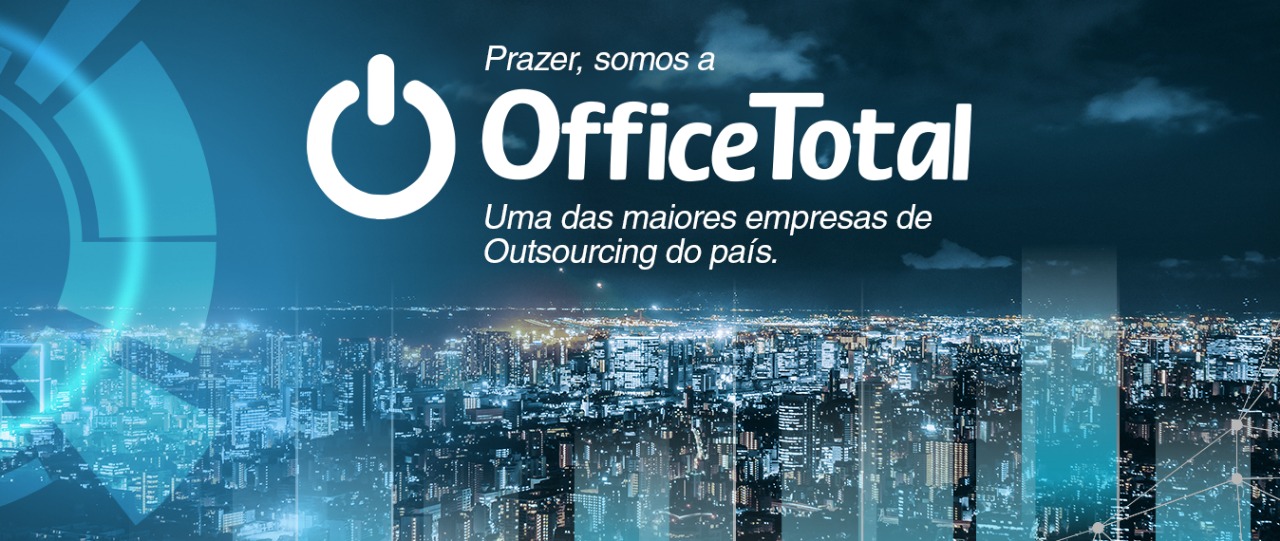 Prazer, somos a
OfficeTotal
Uma das maiores empresas de
Outsourcing do país.